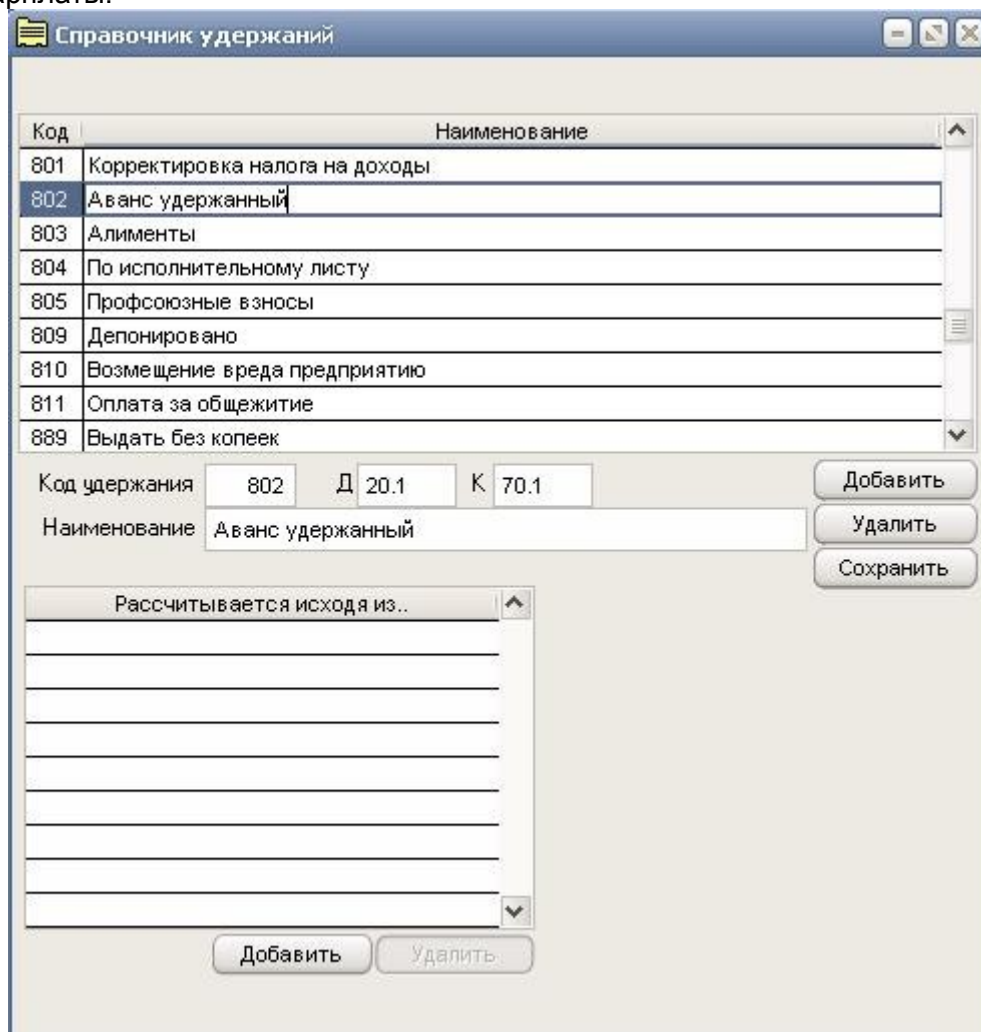 Справочник удержаний
Код Наименование
801 Корректировка налога на доходы
802 Аванс удержанный
803 Алименты
804 По исполнительному листу
805 Профсоюзные взносы
809 Депонировано
810 Возмещение вреда предприятию
811 Оплата за общежитие
889 Выдать без копеек
Код удержания 802 Д 20.1 К 70.1 Добавить
Наименование Аванс удержанный Удалить
Сохранить
Рассчитывается исходя из..
Добавить Удалить